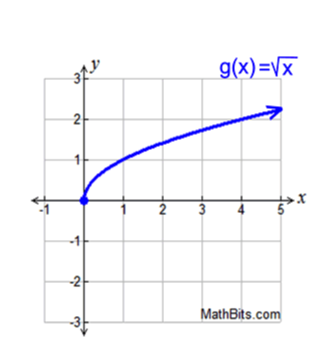 g(x)=√x
y
3
2
1
-1 1 2 3 4 5 x
-1
-2
MathBits.com
-3